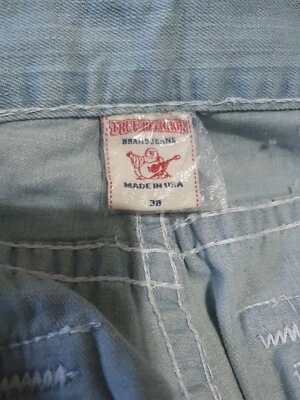 TRUE RELIGION
BRAND JEANS
MADE IN USA
38